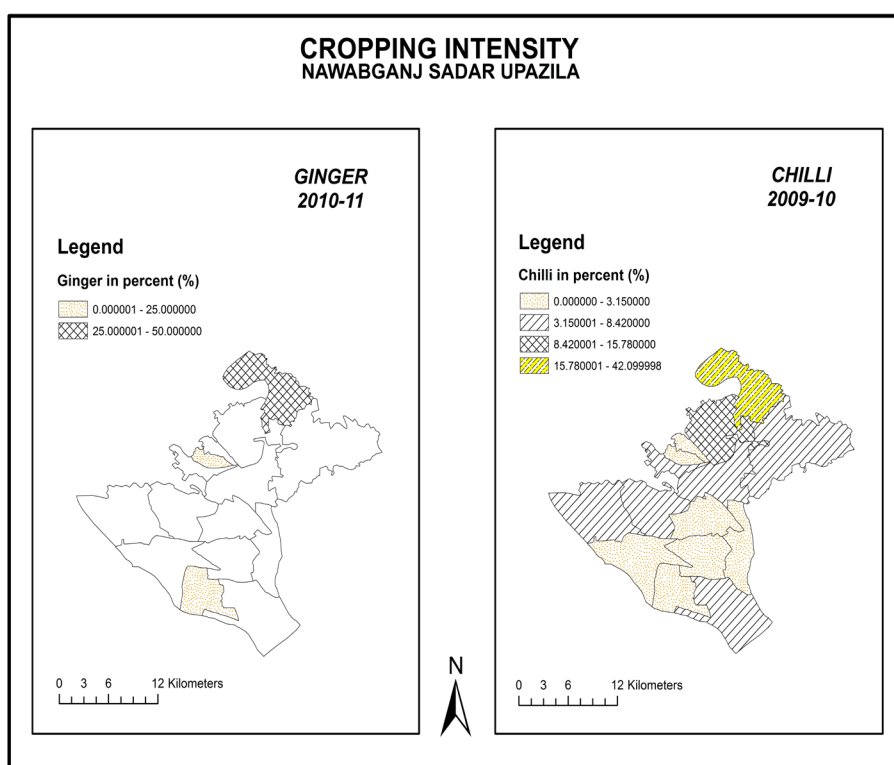 CROPPING INTENSITY
NAWABGANJ SADAR UPAZILA
GINGER
2010-11
Legend
Ginger in percent (%)
0.000001 - 25.000000
25.000001 - 50.000000
0 3 6 12 Kilometers
N
CHILLI
2009-10
Legend
Chilli in percent (%)
0.000000 - 3.150000
3.150001 - 8.420000
8.420001 - 15.780000
15.780001 - 42.099998
0 3 6 12 Kilometers